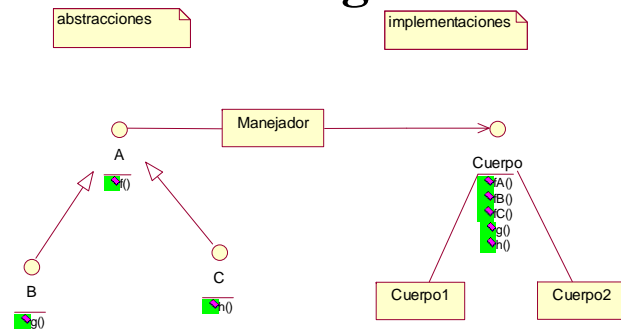 abstracciones
implementaciones
Manejador
A
f()
Cuerpo
fA()
fB()
fC()
g()
h()
B
g()
C
h()
Cuerpo1
Cuerpo2